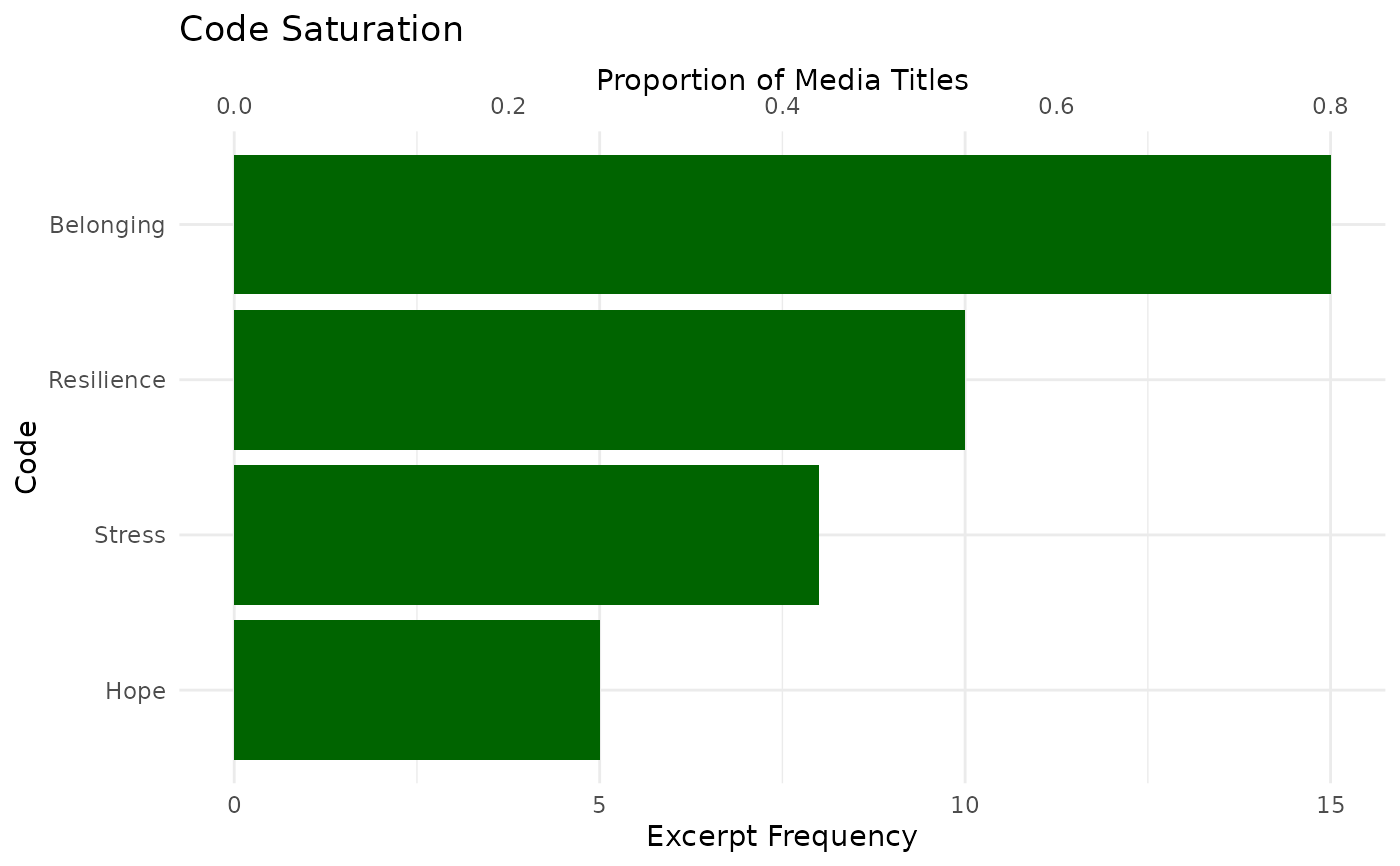 Code Saturation
Proportion of Media Titles
0.0 0.2 0.4 0.6 0.8
Belonging
Resilience
Code
Stress
Hope
0 5 10 15
Excerpt Frequency